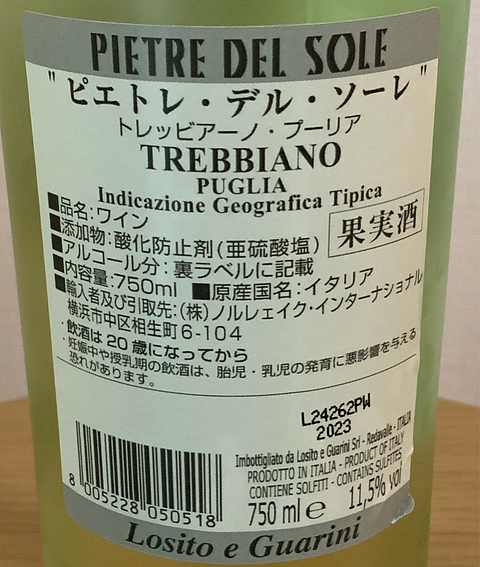 PIETRE DEL SOLE
"ピエトレ・デル・ソーレ"
トレッビアーノ・プーリア
TREBBIANO
PUGLIA
Indicazione Geografica Tipica
■品名:ワイン
果実酒
■添加物:酸化防止剤(亜硫酸塩)
■アルコール分:裏ラベルに記載
■内容量:750ml ■原産国名:イタリア
■輸入者及び引取先:(株)ノルレェイク・インターナショナル
横浜市中区相生町6-104
・飲酒は20歳になってから
・妊娠中や授乳期の飲酒は、胎児・乳児の発育に悪影響を与える
恐れがあります。
L24262PW
2023
Imbottigliato da Losito e Guarini Srl - Redavalle - ITALIA
PRODOTTO IN ITALIA - PRODUCT OF ITALY
CONTIENE SOLFITI - CONTAINS SULFITES
750 ml e 11,5% vol
8 005228 050518
Losito e Guarini